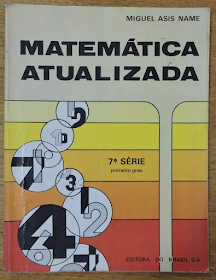 MIGUEL ASIS NAME
MATEMÁTICA
ATUALIZADA
7ª SÉRIE
primeiro grau
EDITORA DO BRASIL S/A